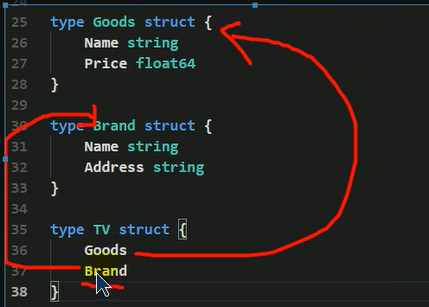 25 type Goods struct {
26 Name string
27 Price float64
28 }
29
30 type Brand struct {
31 Name string
32 Address string
33 }
34
35 type TV struct {
36 Goods
37 Brand
38 }